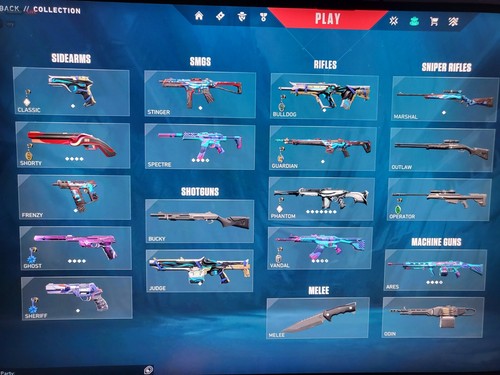 BACK // COLLECTION
PLAY
SIDEARMS
SMGS
RIFLES
SNIPER RIFLES
CLASSIC
STINGER
BULLDOG
MARSHAL
SHORTY
SPECTRE
GUARDIAN
OUTLAW
SHOTGUNS
FRENZY
BUCKY
PHANTOM
OPERATOR
MACHINE GUNS
GHOST
JUDGE
VANDAL
ARES
MELEE
SHERIFF
MELEE
ODIN